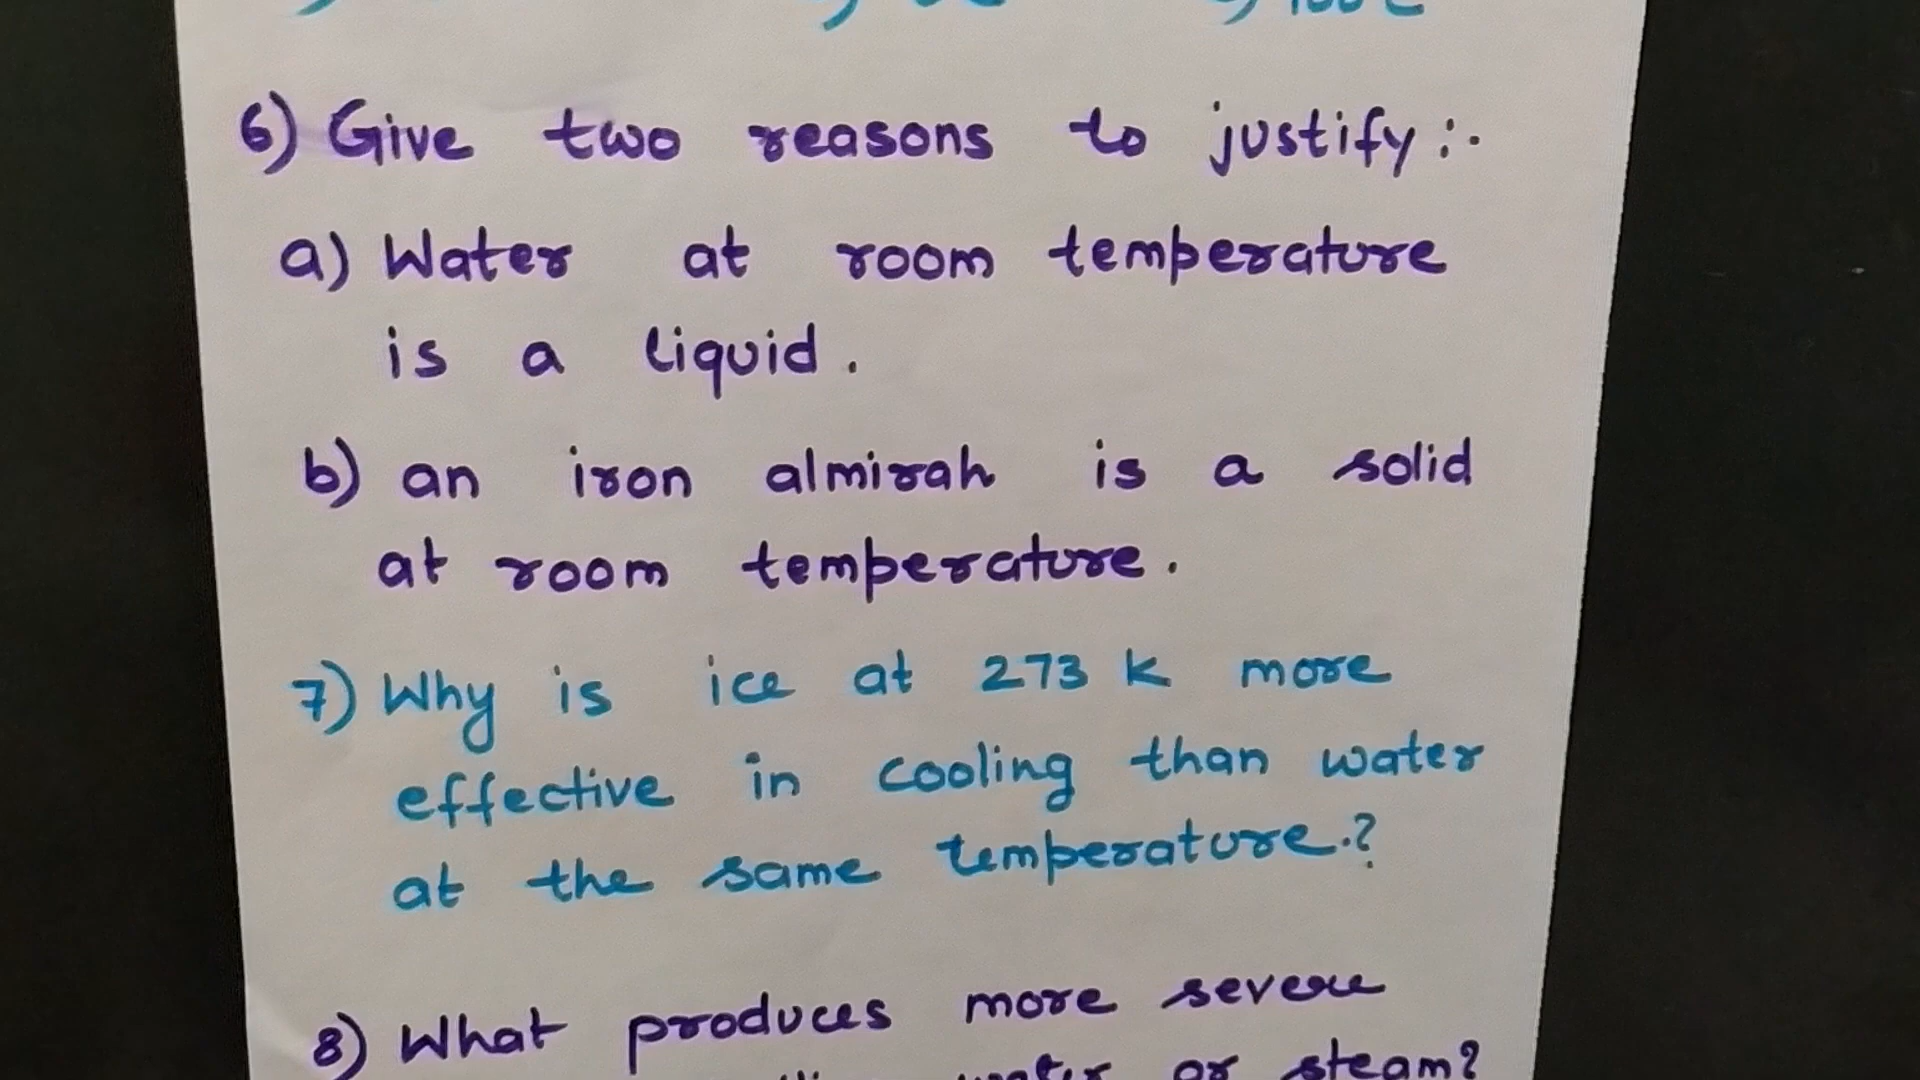 100°C
6) Give two reasons to justify :-
a) Water at room temperature
is a liquid.
b) an iron almirah is a solid
at room temperature.
7) Why is ice at 273 K more
effective in cooling than water
at the same temperature.?
8) What produces more severe
water or steam?